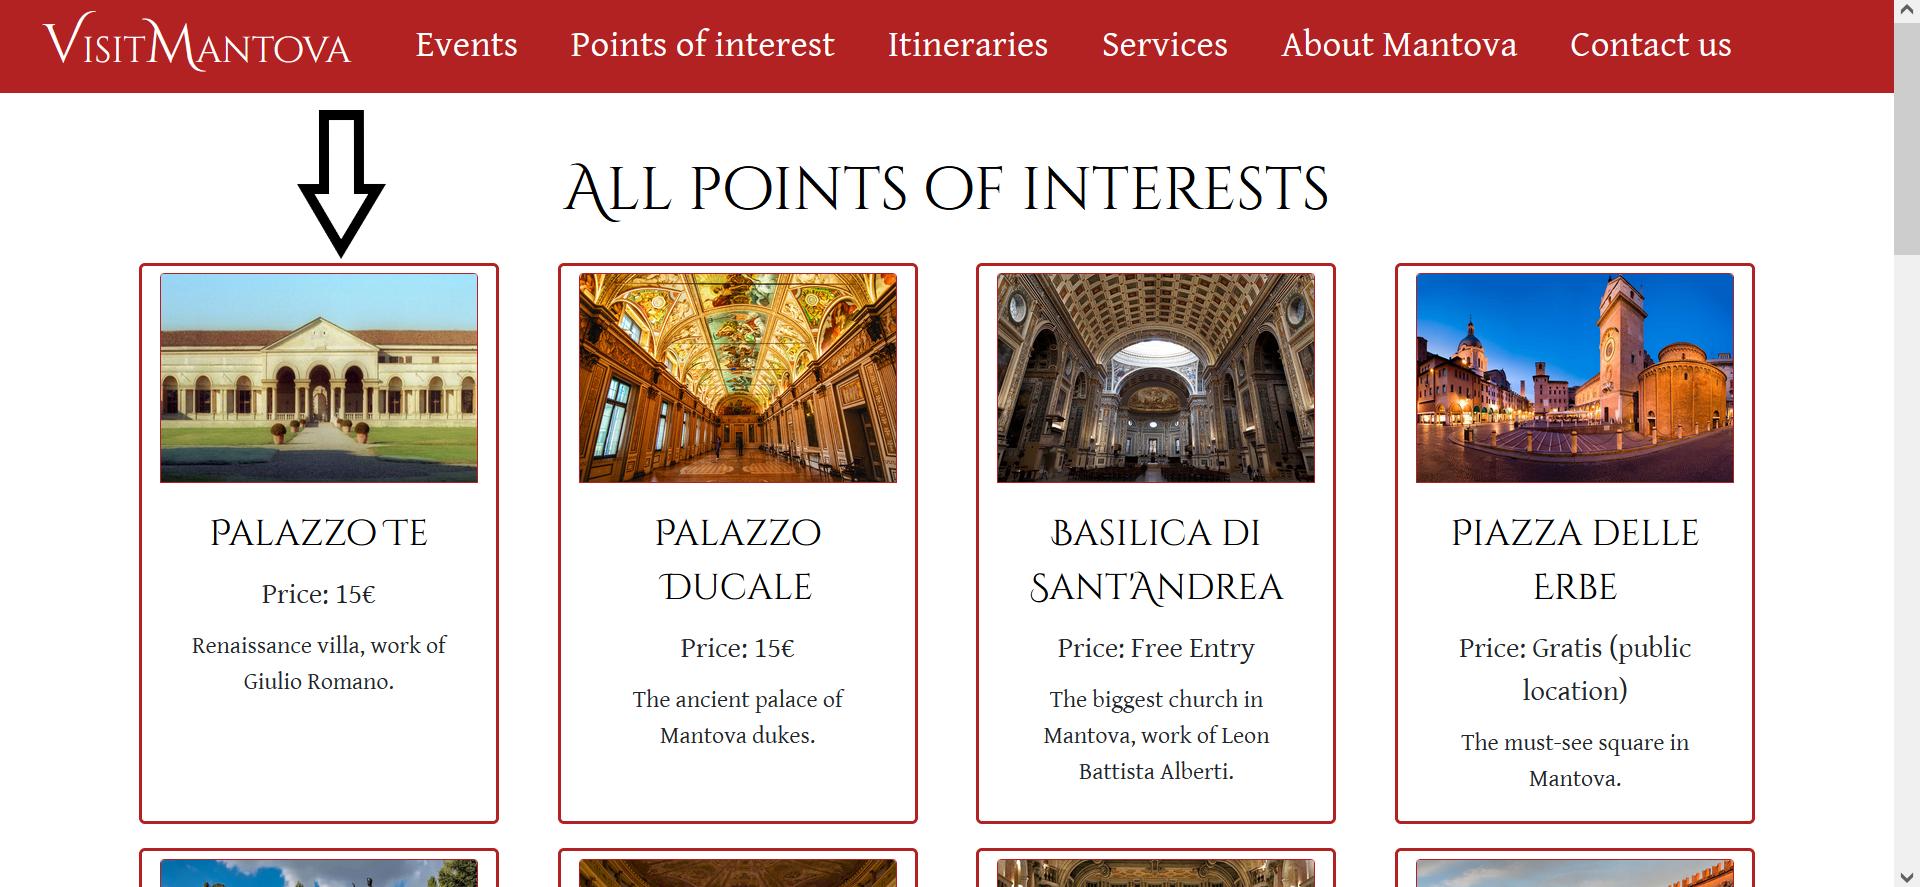 VisitMantova Events Points of interest Itineraries Services About Mantova Contact us
All points of interests
Palazzo Te
Price: 15€
Renaissance villa, work of
Giulio Romano.
Palazzo
Ducale
Price: 15€
The ancient palace of
Mantova dukes.
Basilica di
Sant'Andrea
Price: Free Entry
The biggest church in
Mantova, work of Leon
Battista Alberti.
Piazza delle
Erbe
Price: Gratis (public
location)
The must-see square in
Mantova.